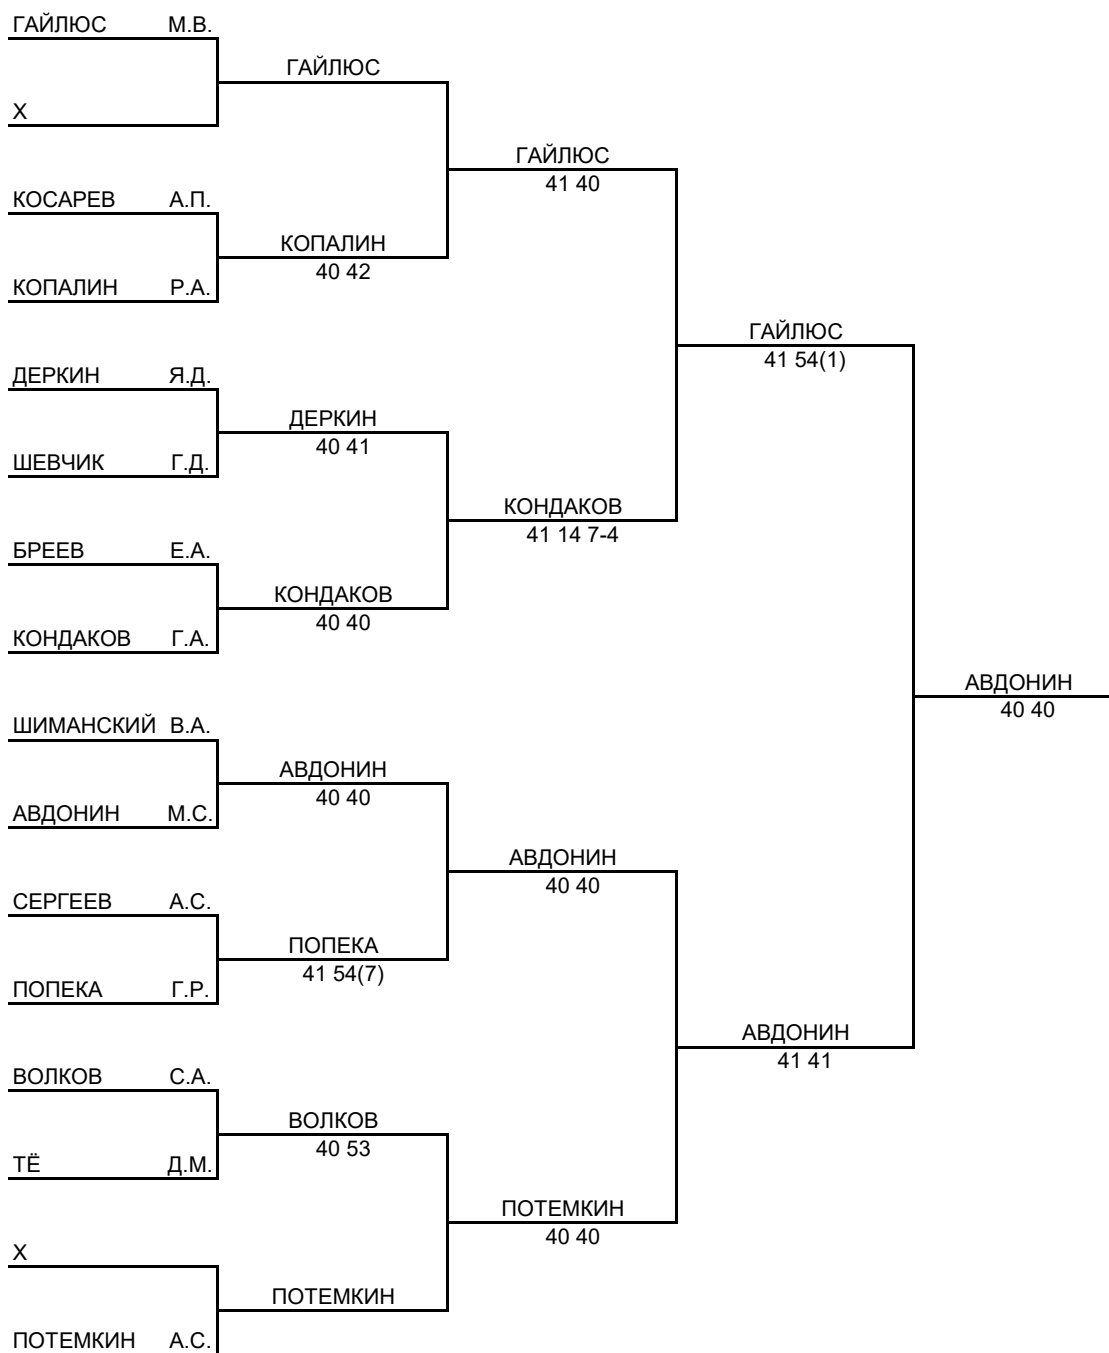 ГАЙЛЮС М.В.
ГАЙЛЮС
Х
ГАЙЛЮС
41 40
КОСАРЕВ А.П.
КОПАЛИН
40 42
КОПАЛИН Р.А.
ГАЙЛЮС
41 54(1)
ДЕРКИН Я.Д.
ДЕРКИН
40 41
ШЕВЧИК Г.Д.
КОНДАКОВ
41 14 7-4
БРЕЕВ Е.А.
КОНДАКОВ
40 40
КОНДАКОВ Г.А.
АВДОНИН
40 40
ШИМАНСКИЙ В.А.
АВДОНИН
40 40
АВДОНИН М.С.
АВДОНИН
40 40
СЕРГЕЕВ А.С.
ПОПЕКА
41 54(7)
ПОПЕКА Г.Р.
АВДОНИН
41 41
ВОЛКОВ С.А.
ВОЛКОВ
40 53
ТЁ Д.М.
ПОТЕМКИН
40 40
Х
ПОТЕМКИН
ПОТЕМКИН А.С.